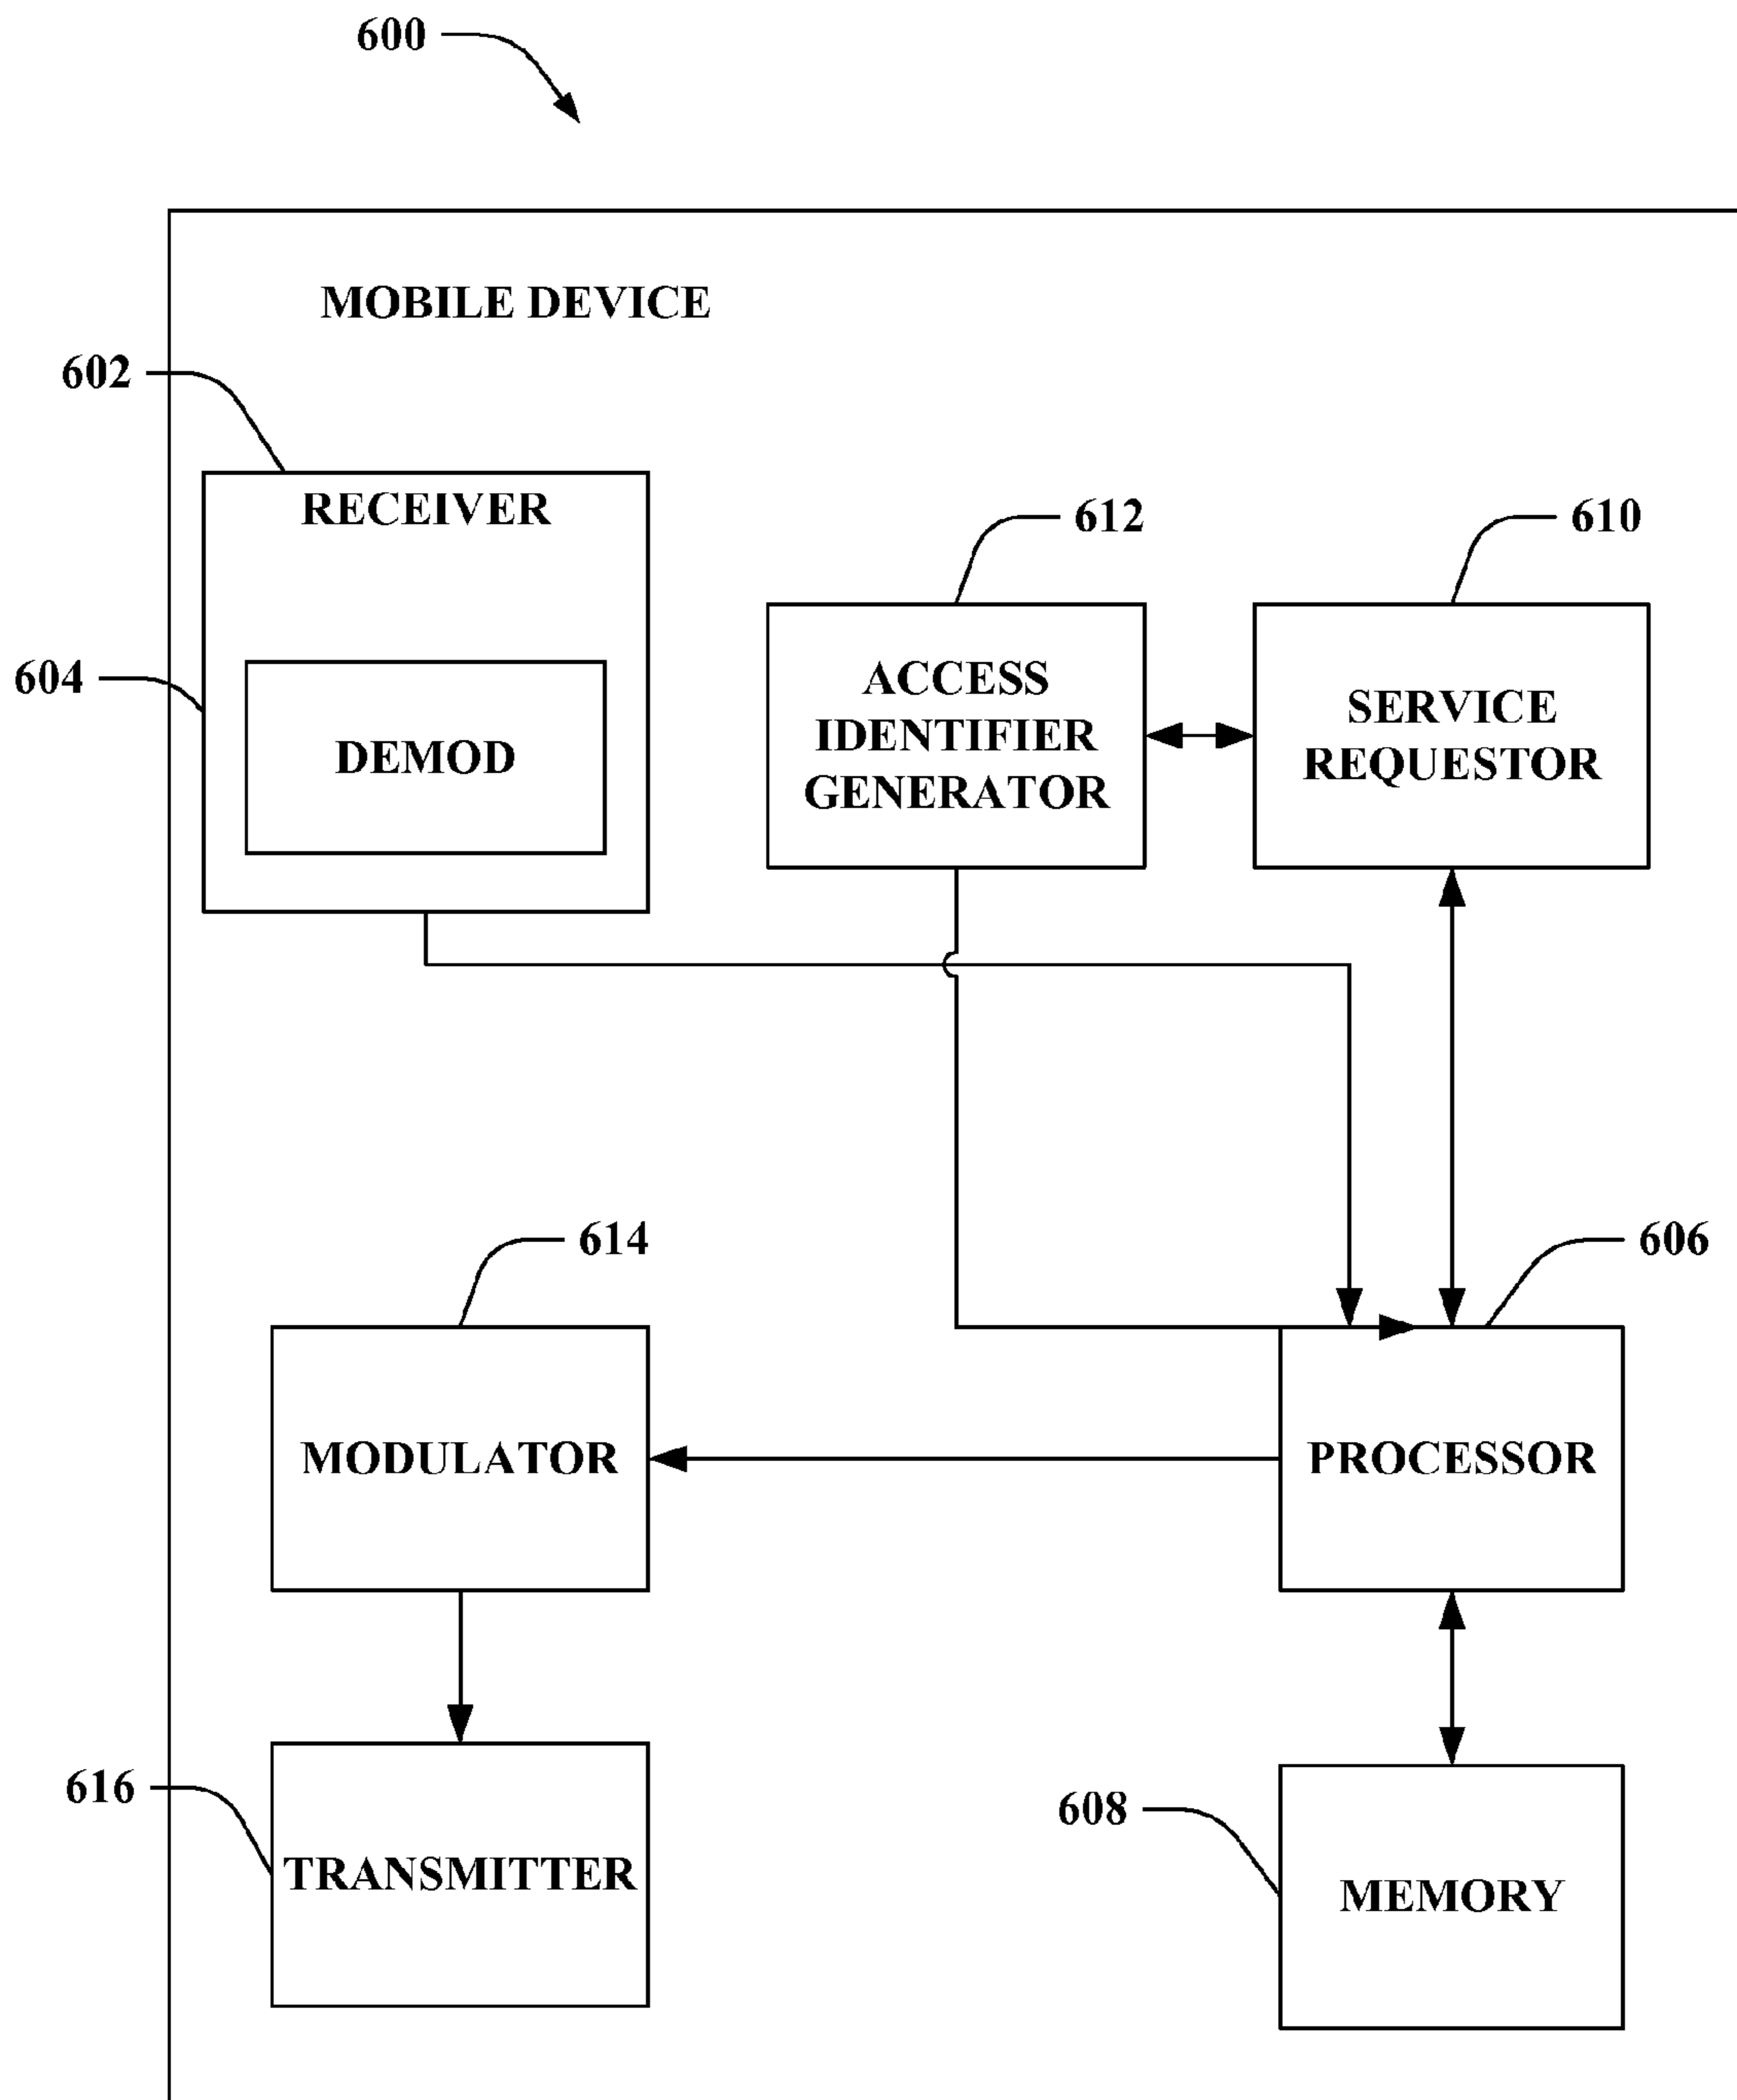 600
MOBILE DEVICE
602
RECEIVER
612
610
604
DEMOD
ACCESS
IDENTIFIER
GENERATOR
SERVICE
REQUESTOR
614
606
MODULATOR
PROCESSOR
616
TRANSMITTER
608
MEMORY